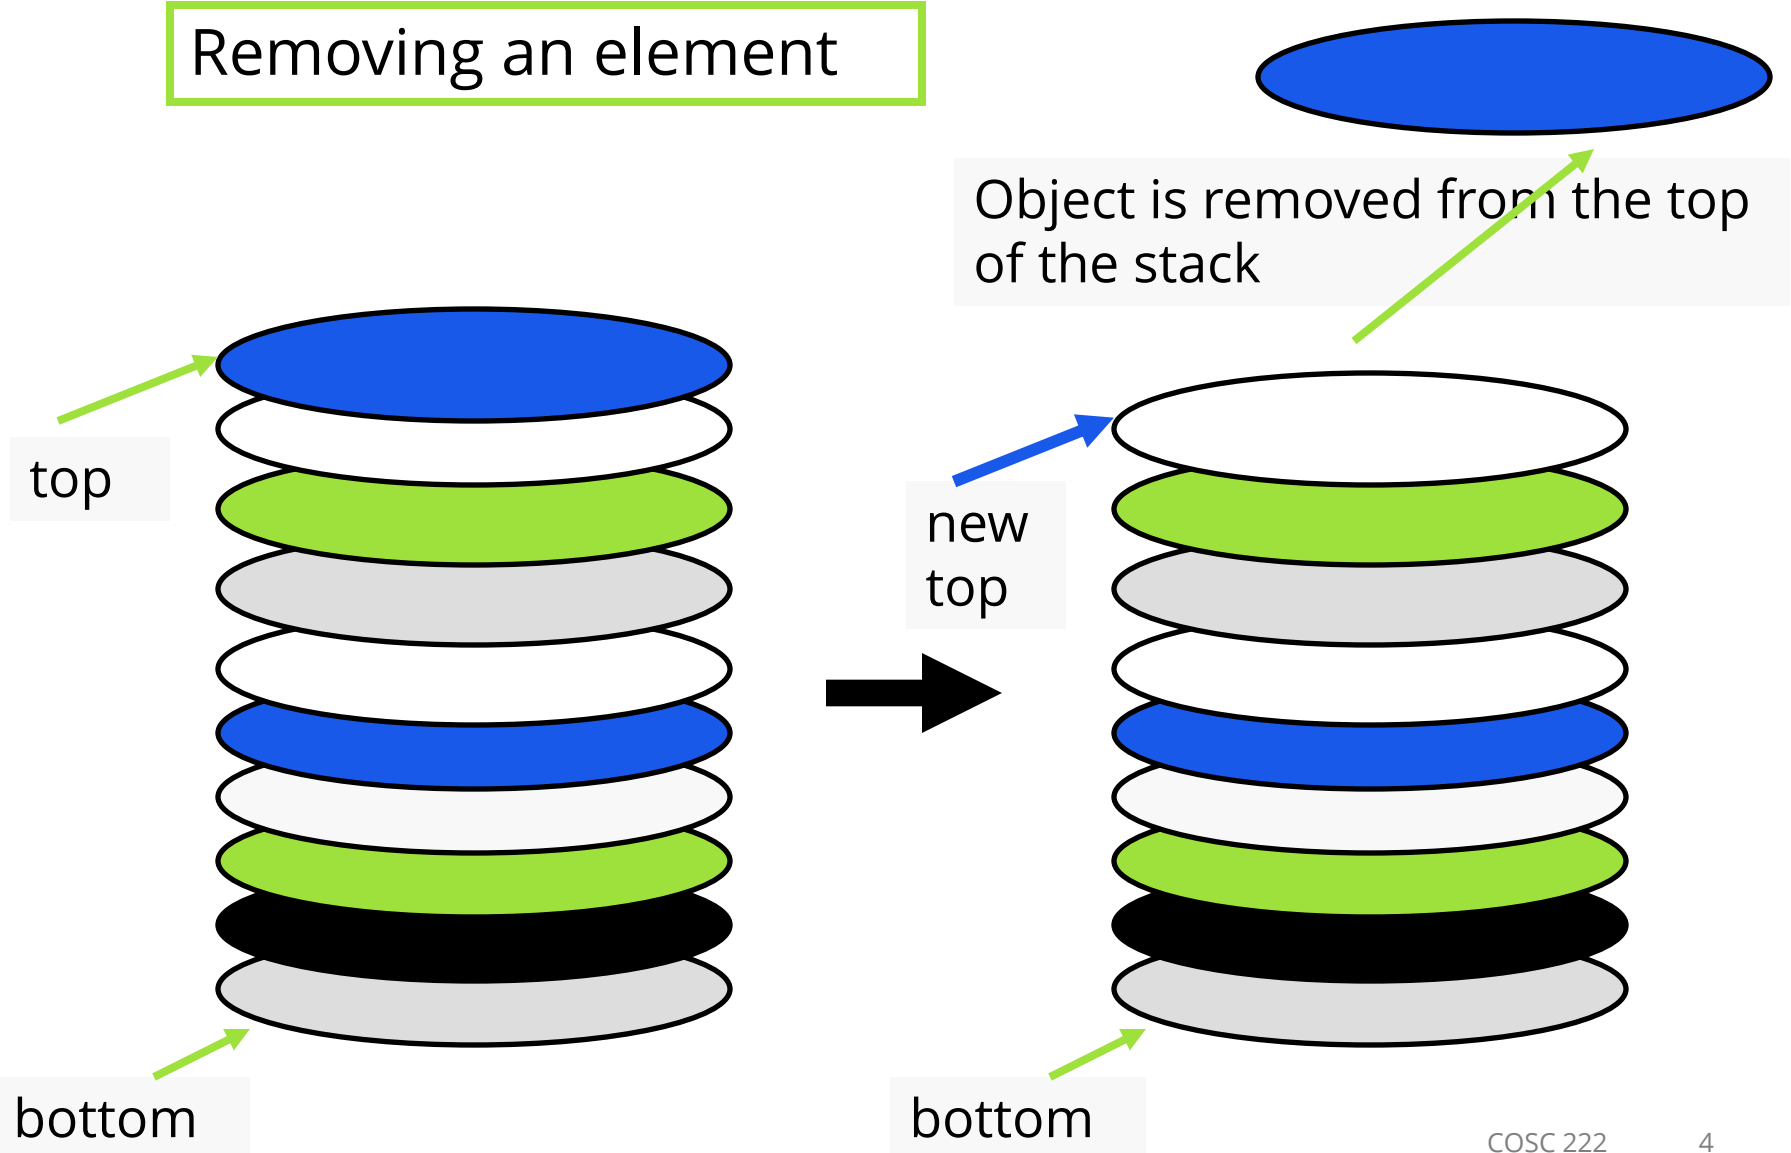 Removing an element
Object is removed from the top
of the stack
top
new
top
bottom
bottom
COSC 222
4